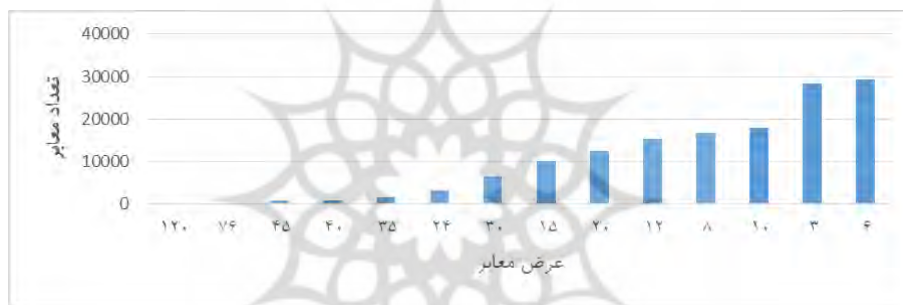 40000
30000
20000
10000
0
تعداد معابر
۱۲۰ ۷۶ ۴۵ ۴۰ ۳۵ ۲۴ ۳۰ ۱۵ ۲۰ ۱۲ ۸ ۱۰ ۳ ۶
عرض معابر